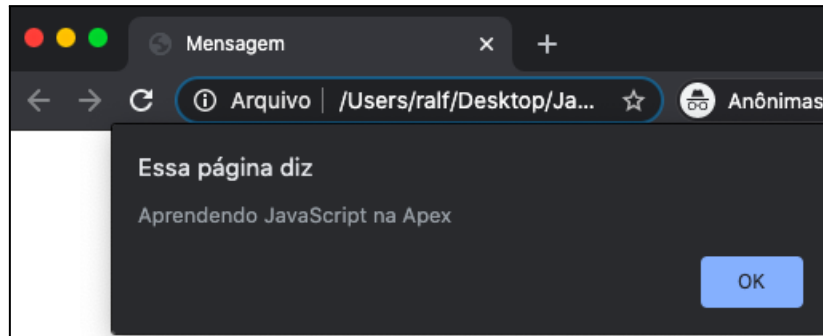 Mensagem
Arquivo /Users/ralf/Desktop/Ja... Anônimas
Essa página diz
Aprendendo JavaScript na Apex
OK